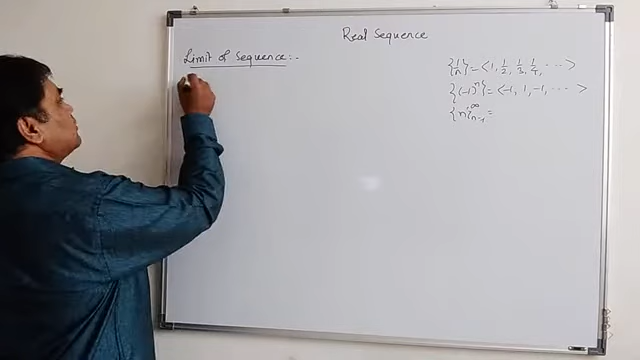 Real Sequence
Limit of Sequence :-
{1/n} = <1, 1/2, 1/3, 1/4, ... >
{(-1)^n} = <-1, 1, -1, ... >
{n}^∞_{n=1} =